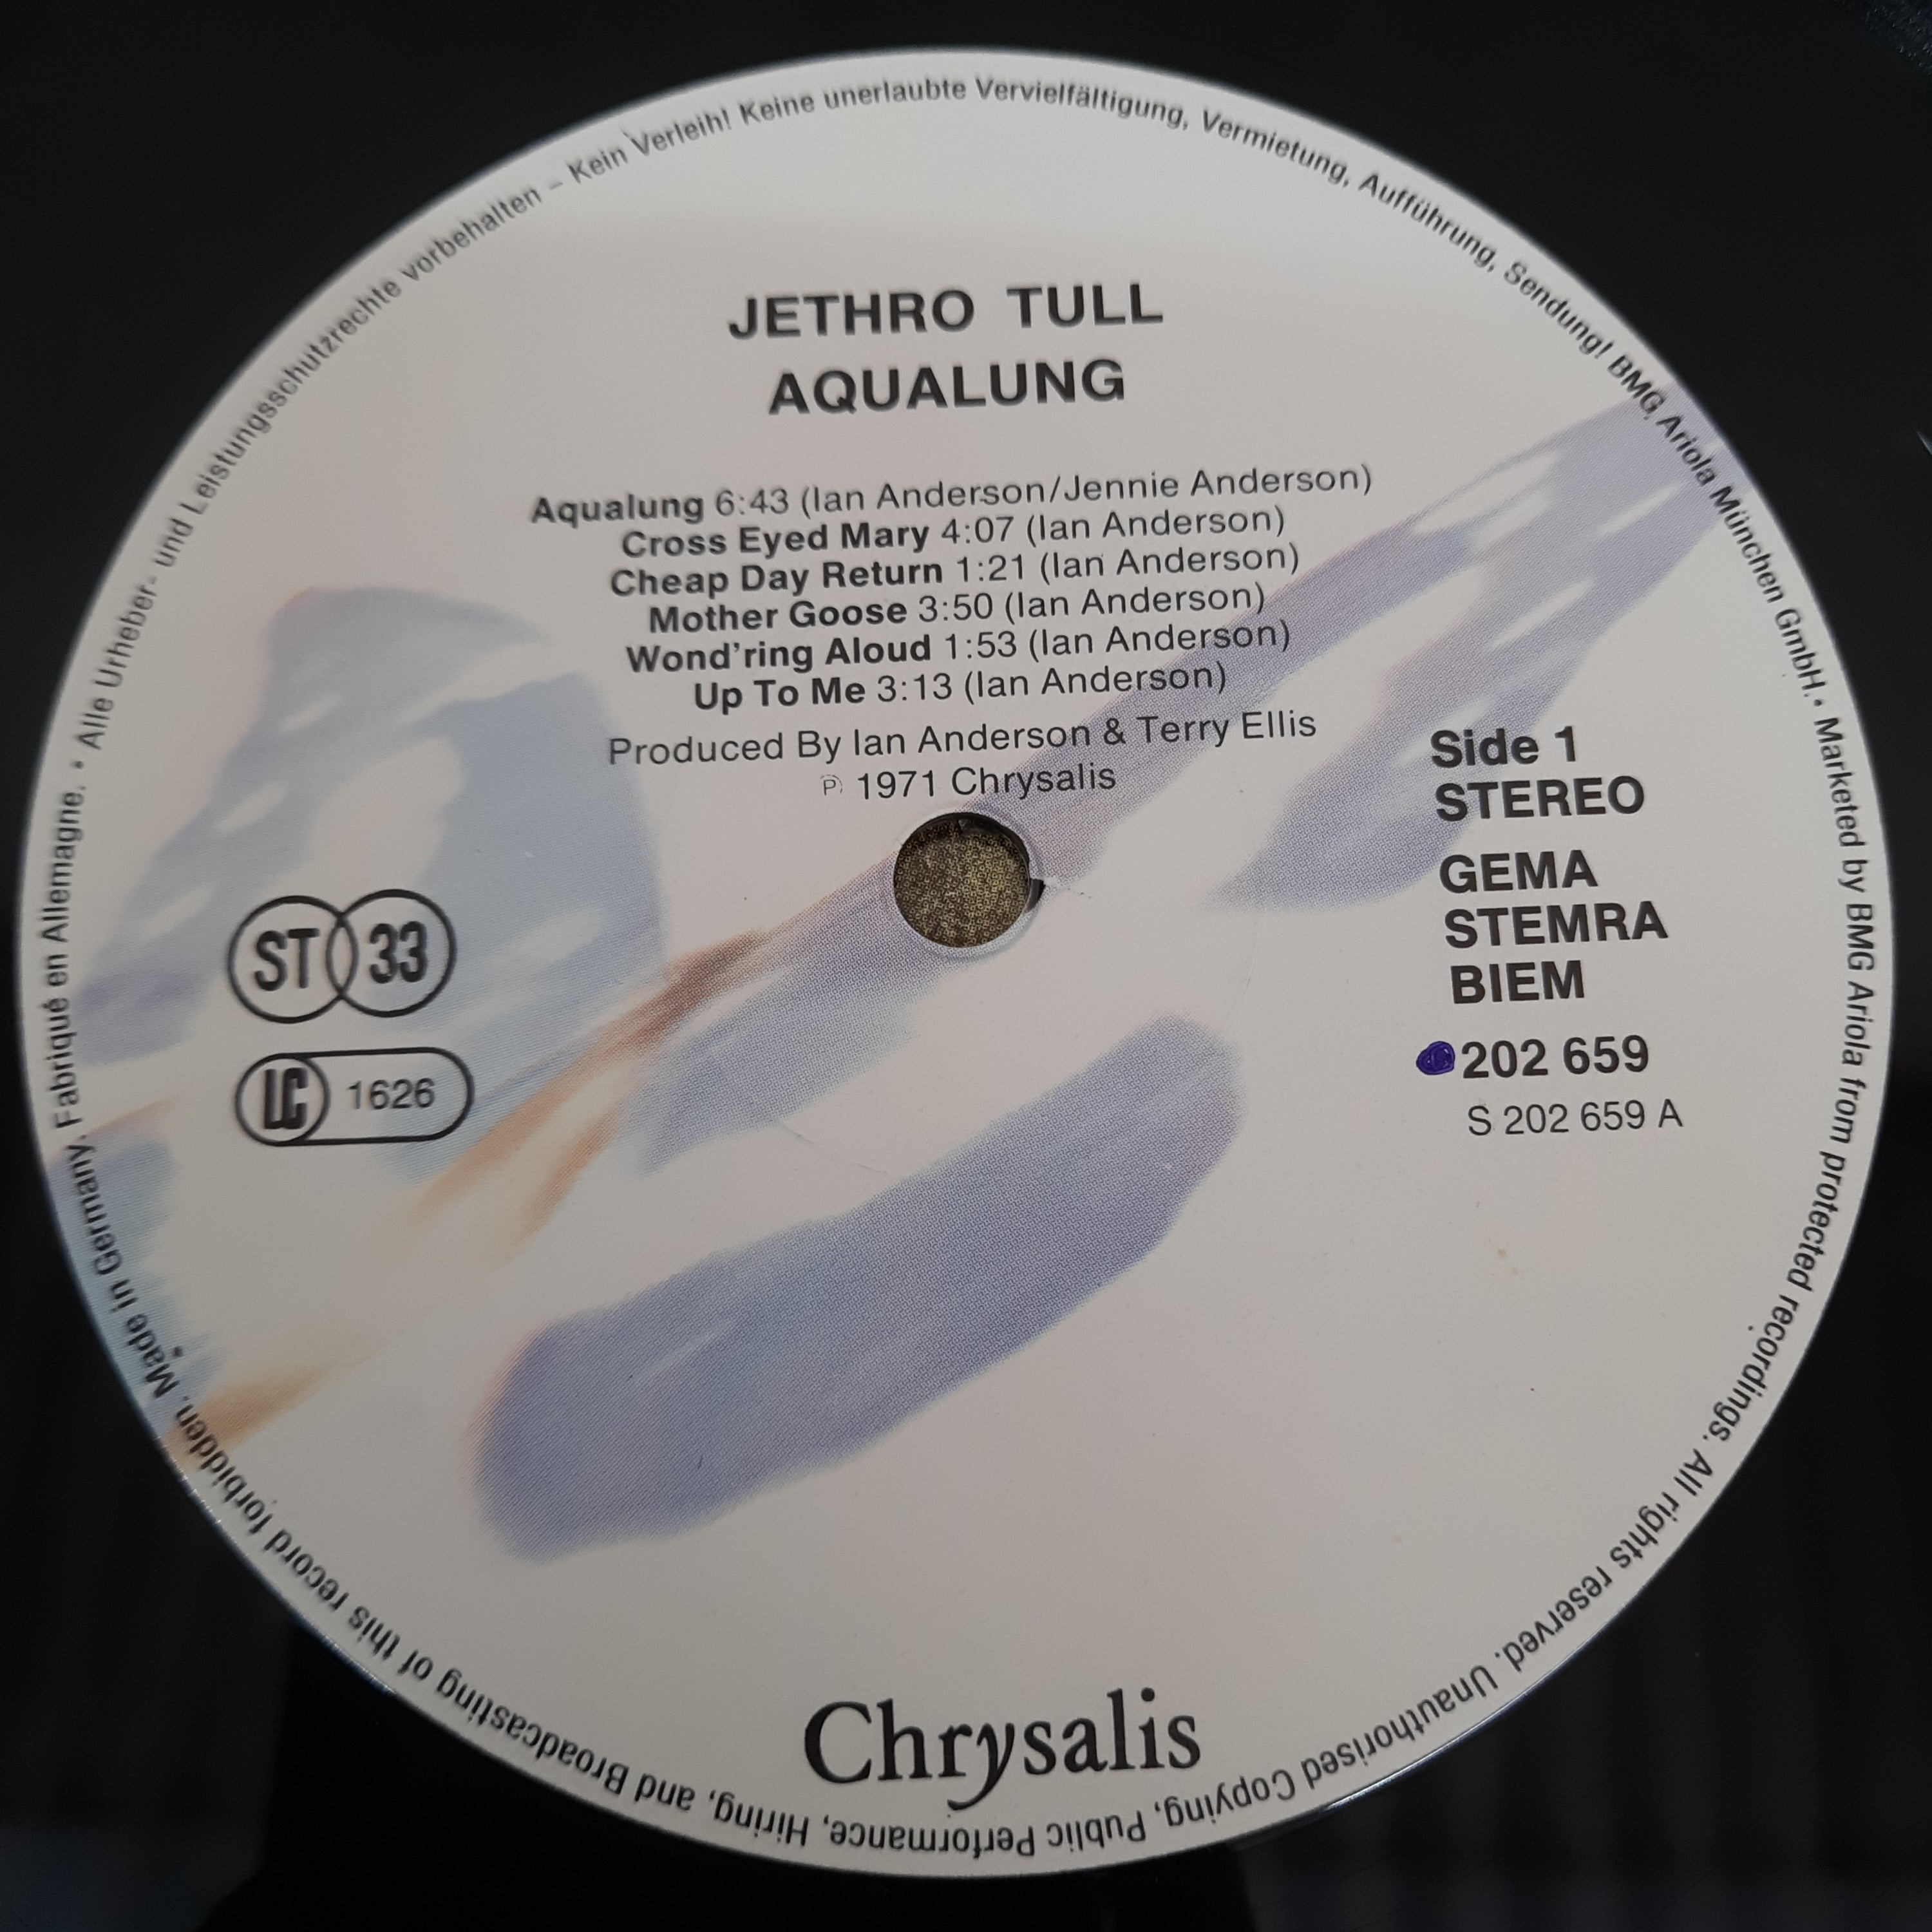 JETHRO TULL
AQUALUNG
Aqualung 6:43 (Ian Anderson/Jennie Anderson)
Cross Eyed Mary 4:07 (Ian Anderson)
Cheap Day Return 1:21 (Ian Anderson)
Mother Goose 3:50 (Ian Anderson)
Wond'ring Aloud 1:53 (Ian Anderson)
Up To Me 3:13 (Ian Anderson)
Produced By Ian Anderson & Terry Ellis
℗ 1971 Chrysalis
Side 1
STEREO
GEMA
STEMRA
BIEM
202 659
S 202 659 A
ST 33
LC 1626
Chrysalis
• Alle Urheber- und Leistungsschutzrechte vorbehalten – Kein Verleih! Keine unerlaubte Vervielfältigung, Vermietung, Aufführung, Sendung! BMG Ariola München GmbH. • Marketed by BMG Ariola from protected recordings. All rights reserved. Unauthorised Copying, Public Performance, Hiring, and Broadcasting of this record forbidden. Made in Germany. Fabriqué en Allemagne.